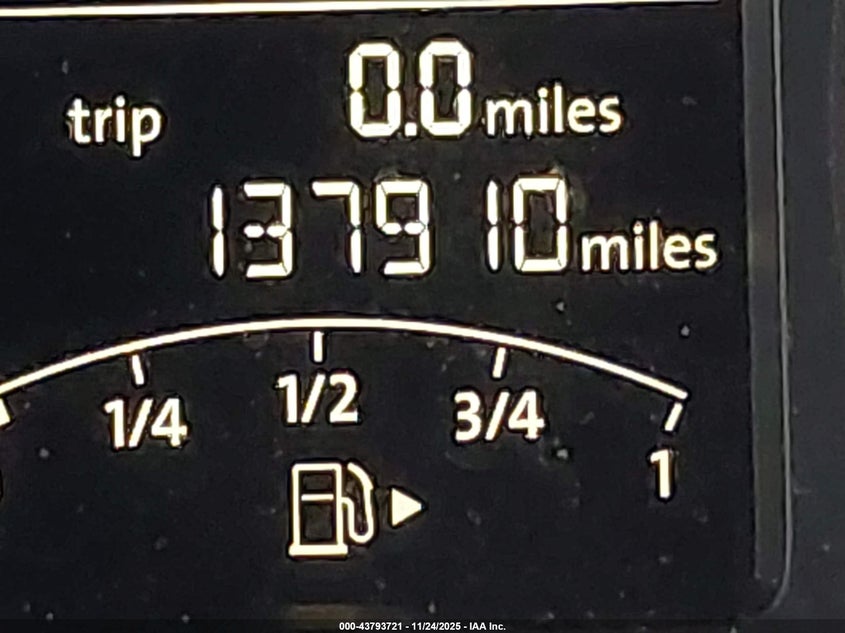 trip 0.0 miles
137910 miles
1/4 1/2 3/4 1
000-43793721 - 11/24/2025 - IAA Inc.